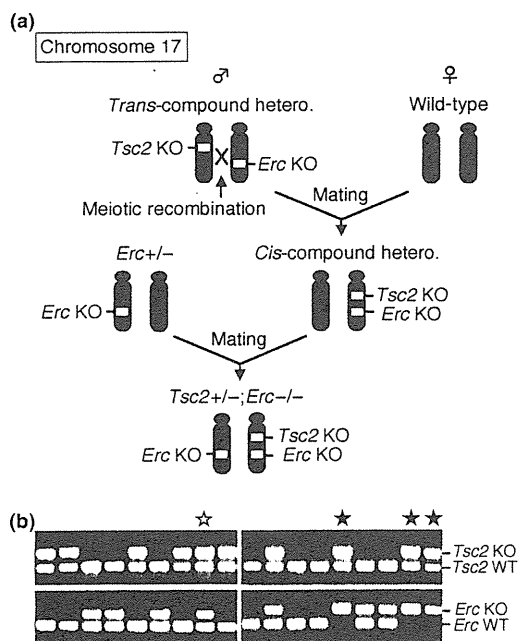 (a)
Chromosome 17
♂
♀
Trans-compound hetero.
Wild-type
Tsc2 KO
Erc KO
Mating
Meiotic recombination
Erc+/−
Cis-compound hetero.
Tsc2 KO
Erc KO
Erc KO
Mating
Tsc2+/−;Erc−/−
Tsc2 KO
Erc KO
Erc KO
(b)
Tsc2 KO
Tsc2 WT
Erc KO
Erc WT